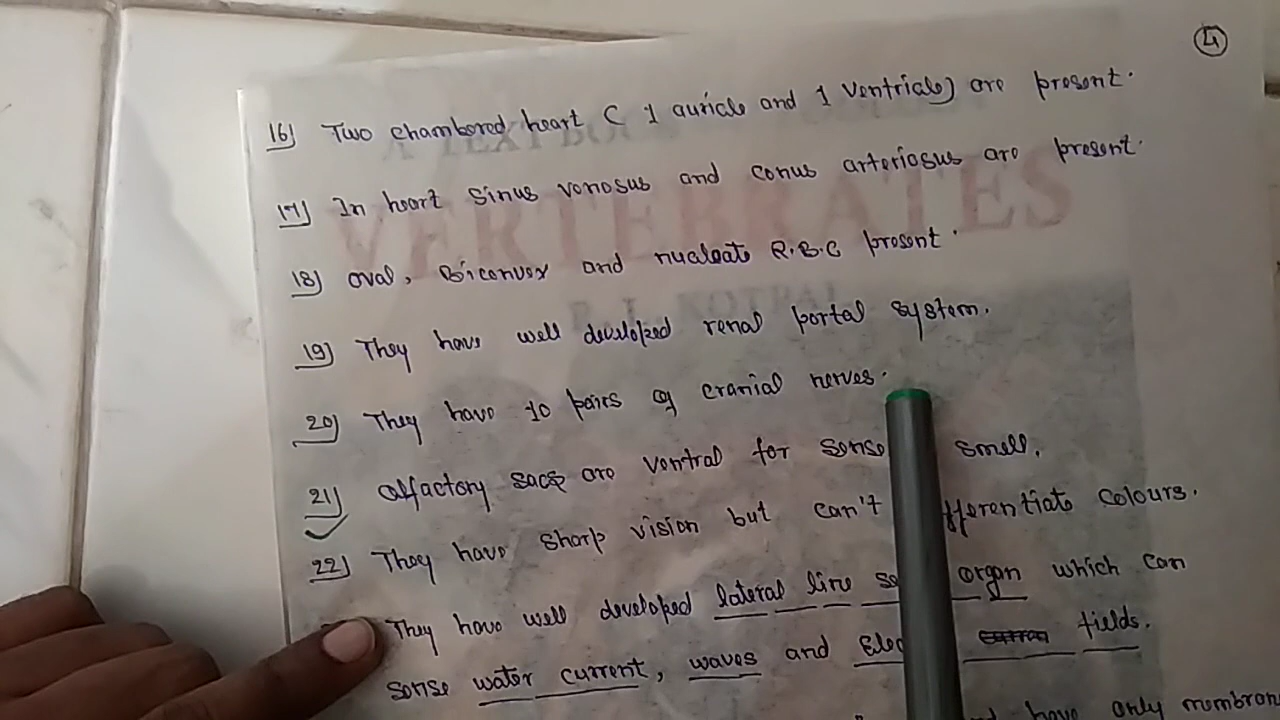 4
16) Two chambered heart ( 1 auricle and 1 Ventricle) are present.
17) In heart sinus venosus and conus arteriosus are present.
18) oval, Biconvex and nucleate R.B.C present.
19) They have well developed renal portal system.
20) They have 10 pairs of cranial nerves.
21) olfactory sacs are ventral for sense smell.
22) They have sharp vision but can't colours.
They have well developed lateral line organ which can
sense water current, waves and fields.
have only
VERTEBRATES